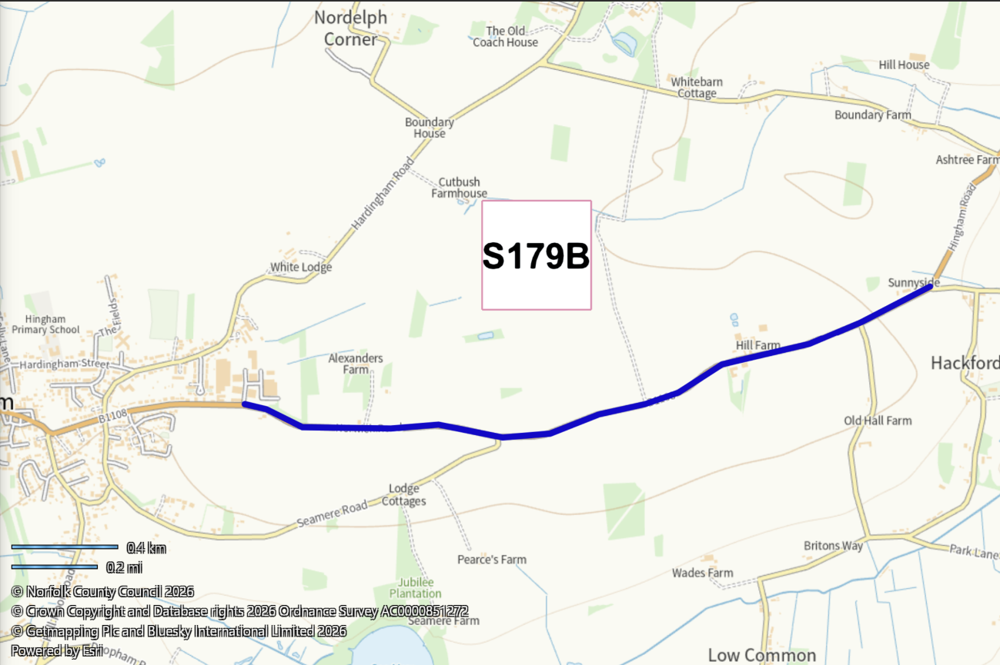 Nordelph
Corner
The Old
Coach House
Hill House
Whitebarn
Cottage
Boundary Farm
Boundary
House
Ashtree Farm
Hardingham Road
Cutbush
Farmhouse
Hingham Road
S179B
White Lodge
Sunnyside
The Fields
Hingham
Primary School
Hill Farm
Alexanders
Farm
Hardingham Street
Hackford
m
B1108
Old Hall Farm
Lodge
Cottages
Seamere Road
Britons Way
Park Lane
0.4 km
Pearce's Farm
0.2 mi
Wades Farm
Jubilee
Plantation
© Norfolk County Council 2026
© Crown Copyright and Database rights 2026 Ordnance Survey AC0000851272
Seamere Farm
© Getmapping Plc and Bluesky International Limited 2026
Powered by Esri
Low Common